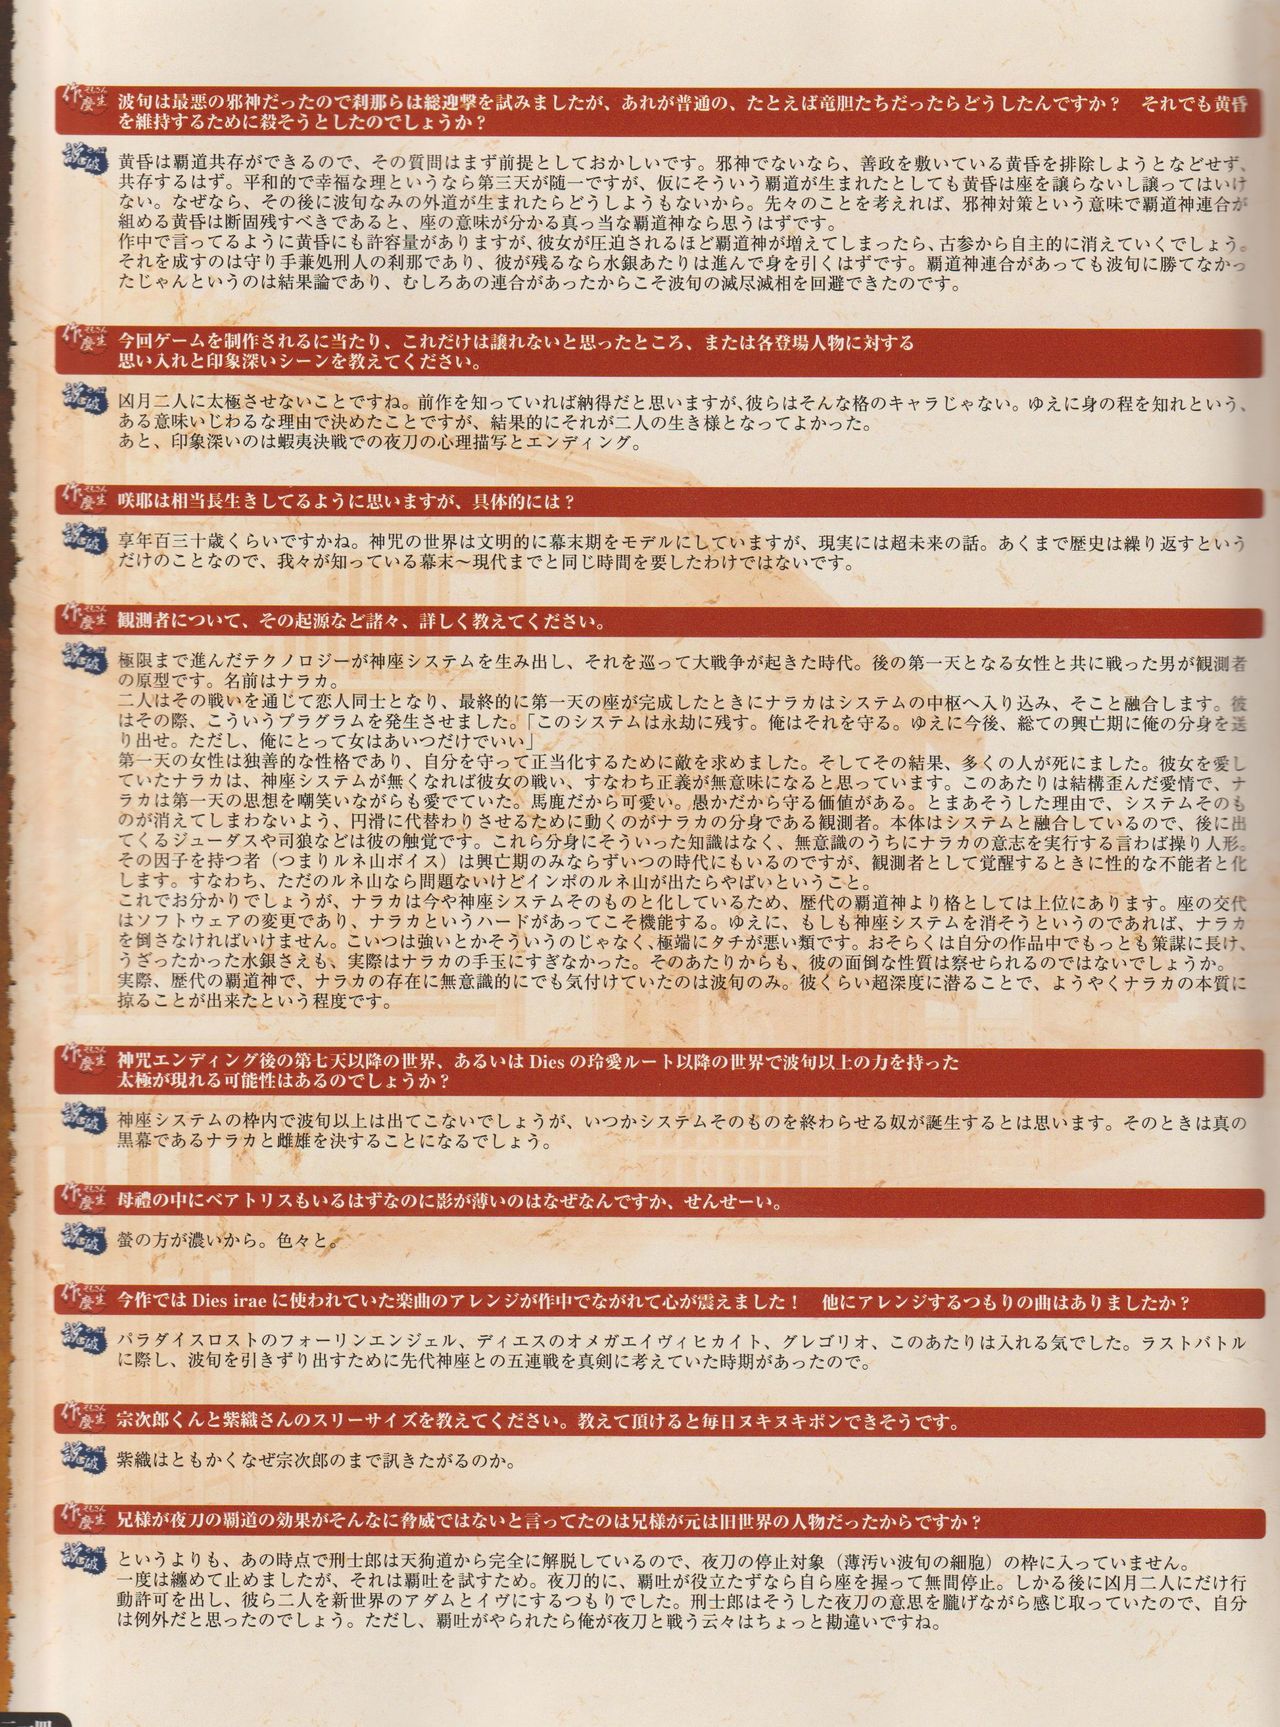 作麼生 そもさん
波旬は最悪の邪神だったので刹那らは総迎撃を試みましたが、あれが普通の、たとえば竜胆たちだったらどうしたんですか？　それでも黄昏
を維持するために殺そうとしたのでしょうか？
説破 せっぱ
黄昏は覇道共存ができるので、その質問はまず前提としておかしいです。邪神でないなら、善政を敷いている黄昏を排除しようとなどせず、
共存するはず。平和的で幸福な理というなら第三天が随一ですが、仮にそういう覇道が生まれたとしても黄昏は座を譲らないし譲ってはいけ
ない。なぜなら、その後に波旬なみの外道が生まれたらどうしようもないから。先々のことを考えれば、邪神対策という意味で覇道神連合が
組める黄昏は断固残すべきであると、座の意味が分かる真っ当な覇道神なら思うはずです。
作中で言ってるように黄昏にも許容量がありますが、彼女が圧迫されるほど覇道神が増えてしまったら、古参から自主的に消えていくでしょう。
それを成すのは守り手兼処刑人の刹那であり、彼が残るなら水銀あたりは進んで身を引くはずです。覇道神連合があっても波旬に勝てなかっ
たじゃんというのは結果論であり、むしろあの連合があったからこそ波旬の滅尽滅相を回避できたのです。
作麼生 そもさん
今回ゲームを制作されるに当たり、これだけは譲れないと思ったところ、または各登場人物に対する
思い入れと印象深いシーンを教えてください。
説破 せっぱ
凶月二人に太極させないことですね。前作を知っていれば納得だと思いますが、彼らはそんな格のキャラじゃない。ゆえに身の程を知れという、
ある意味いじわるな理由で決めたことですが、結果的にそれが二人の生き様となってよかった。
あと、印象深いのは蝦夷決戦での夜刀の心理描写とエンディング。
作麼生 そもさん
咲耶は相当長生きしてるように思いますが、具体的には？
説破 せっぱ
享年百三十歳くらいですかね。神咒の世界は文明的に幕末期をモデルにしていますが、現実には超未来の話。あくまで歴史は繰り返すという
だけのことなので、我々が知っている幕末～現代までと同じ時間を要したわけではないです。
作麼生 そもさん
観測者について、その起源など諸々、詳しく教えてください。
説破 せっぱ
極限まで進んだテクノロジーが神座システムを生み出し、それを巡って大戦争が起きた時代。後の第一天となる女性と共に戦った男が観測者
の原型です。名前はナラカ。
二人はその戦いを通じて恋人同士となり、最終的に第一天の座が完成したときにナラカはシステムの中枢へ入り込み、そこと融合します。彼
はその際、こういうプラグラムを発生させました。「このシステムは永劫に残す。俺はそれを守る。ゆえに今後、総ての興亡期に俺の分身を送
り出せ。ただし、俺にとって女はあいつだけでいい」
第一天の女性は独善的な性格であり、自分を守って正当化するために敵を求めました。そしてその結果、多くの人が死にました。彼女を愛し
ていたナラカは、神座システムが無くなれば彼女の戦い、すなわち正義が無意味になると思っています。このあたりは結構歪んだ愛情で、ナ
ラカは第一天の思想を嘲笑いながらも愛でていた。馬鹿だから可愛い。愚かだから守る価値がある。とまあそうした理由で、システムそのも
のが消えてしまわないよう、円滑に代替わりさせるために動くのがナラカの分身である観測者。本体はシステムと融合しているので、後に出
てくるジューダスや司狼などは彼の触覚です。これら分身にそういった知識はなく、無意識のうちにナラカの意志を実行する言わば操り人形。
その因子を持つ者（つまりルネ山ボイス）は興亡期のみならずいつの時代にもいるのですが、観測者として覚醒するときに性的な不能者と化
します。すなわち、ただのルネ山なら問題ないけどインポのルネ山が出たらやばいということ。
これでお分かりでしょうが、ナラカは今や神座システムそのものと化しているため、歴代の覇道神より格としては上位にあります。座の交代
はソフトウェアの変更であり、ナラカというハードがあってこそ機能する。ゆえに、もしも神座システムを消そうというのであれば、ナラカ
を倒さなければいけません。こいつは強いとかそういうのじゃなく、極端にタチが悪い類です。おそらくは自分の作品中でもっとも策謀に長け、
うざったかった水銀さえも、実際はナラカの手玉にすぎなかった。そのあたりからも、彼の面倒な性質は察せられるのではないでしょうか。
実際、歴代の覇道神で、ナラカの存在に無意識的にでも気付けていたのは波旬のみ。彼くらい超深度に潜ることで、ようやくナラカの本質に
掠ることが出来たという程度です。
作麼生 そもさん
神咒エンディング後の第七天以降の世界、あるいは Dies の玲愛ルート以降の世界で波旬以上の力を持った
太極が現れる可能性はあるのでしょうか？
説破 せっぱ
神座システムの枠内で波旬以上は出てこないでしょうが、いつかシステムそのものを終わらせる奴が誕生するとは思います。そのときは真の
黒幕であるナラカと雌雄を決することになるでしょう。
作麼生 そもさん
母禮の中にベアトリスもいるはずなのに影が薄いのはなぜなんですか、せんせーい。
説破 せっぱ
螢の方が濃いから。色々と。
作麼生 そもさん
今作では Dies irae に使われていた楽曲のアレンジが作中でながれて心が震えました！　他にアレンジするつもりの曲はありましたか？
説破 せっぱ
パラダイスロストのフォーリンエンジェル、ディエスのオメガエイヴィヒカイト、グレゴリオ、このあたりは入れる気でした。ラストバトル
に際し、波旬を引きずり出すために先代神座との五連戦を真剣に考えていた時期があったので。
作麼生 そもさん
宗次郎くんと紫織さんのスリーサイズを教えてください。教えて頂けると毎日ヌキヌキポンできそうです。
説破 せっぱ
紫織はともかくなぜ宗次郎のまで訊きたがるのか。
作麼生 そもさん
兄様が夜刀の覇道の効果がそんなに脅威ではないと言ってたのは兄様が元は旧世界の人物だったからですか？
説破 せっぱ
というよりも、あの時点で刑士郎は天狗道から完全に解脱しているので、夜刀の停止対象（薄汚い波旬の細胞）の枠に入っていません。
一度は纏めて止めましたが、それは覇吐を試すため。夜刀的に、覇吐が役立たずなら自ら座を握って無間停止。しかる後に凶月二人にだけ行
動許可を出し、彼ら二人を新世界のアダムとイヴにするつもりでした。刑士郎はそうした夜刀の意思を朧げながら感じ取っていたので、自分
は例外だと思ったのでしょう。ただし、覇吐がやられたら俺が夜刀と戦う云々はちょっと勘違いですね。